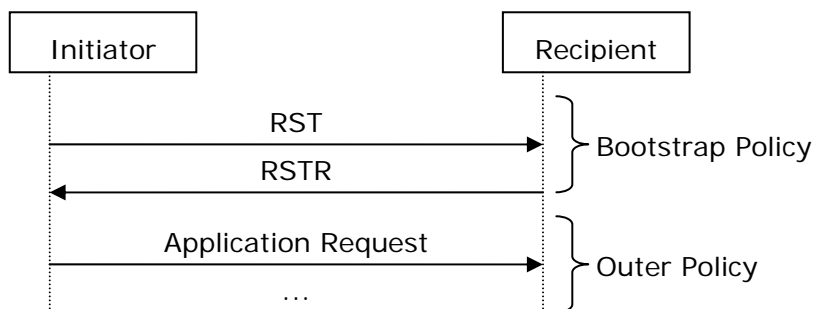 Initiator
Recipient
RST
Bootstrap Policy
RSTR
Application Request
Outer Policy
...